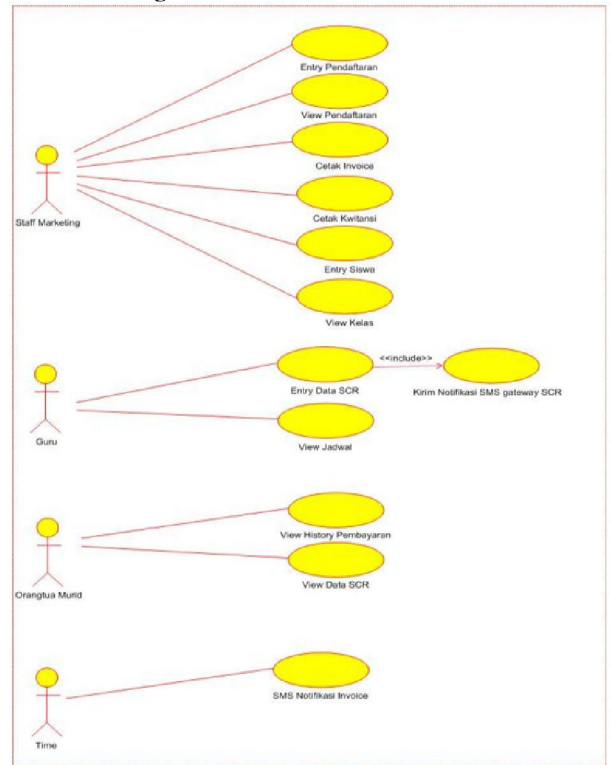 Entry Pendaftaran
View Pendaftaran
Cetak Invoice
Staff Marketing
Cetak Kwitansi
Entry Siswa
View Kelas
<<include>>
Entry Data SCR
Kirim Notifikasi SMS gateway SCR
Guru
View Jadwal
View History Pembayaran
Orangtua Murid
View Data SCR
SMS Notifikasi Invoice
Time